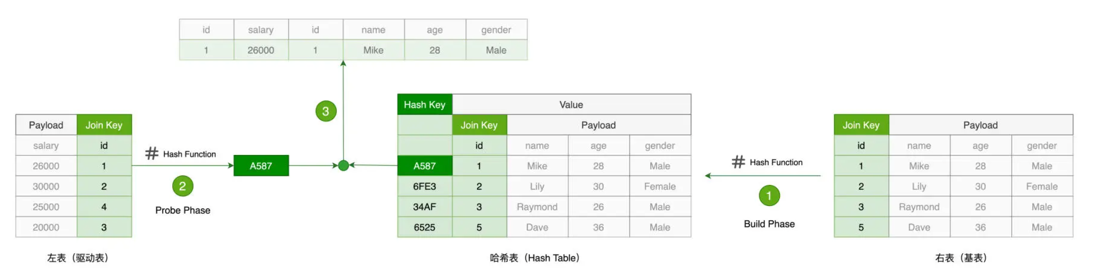 id salary id name age gender
1 26000 1 Mike 28 Male
3
Payload Join Key
salary id
26000 1
30000 2
25000 4
20000 3
左表（驱动表）
# Hash Function
2
Probe Phase
A587
Hash Key Value
Join Key Payload
id name age gender
A587 1 Mike 28 Male
6FE3 2 Lily 30 Female
34AF 3 Raymond 26 Male
6525 5 Dave 36 Male
哈希表（Hash Table）
# Hash Function
1
Build Phase
Join Key Payload
id name age gender
1 Mike 28 Male
2 Lily 30 Female
3 Raymond 26 Male
5 Dave 36 Male
右表（基表）